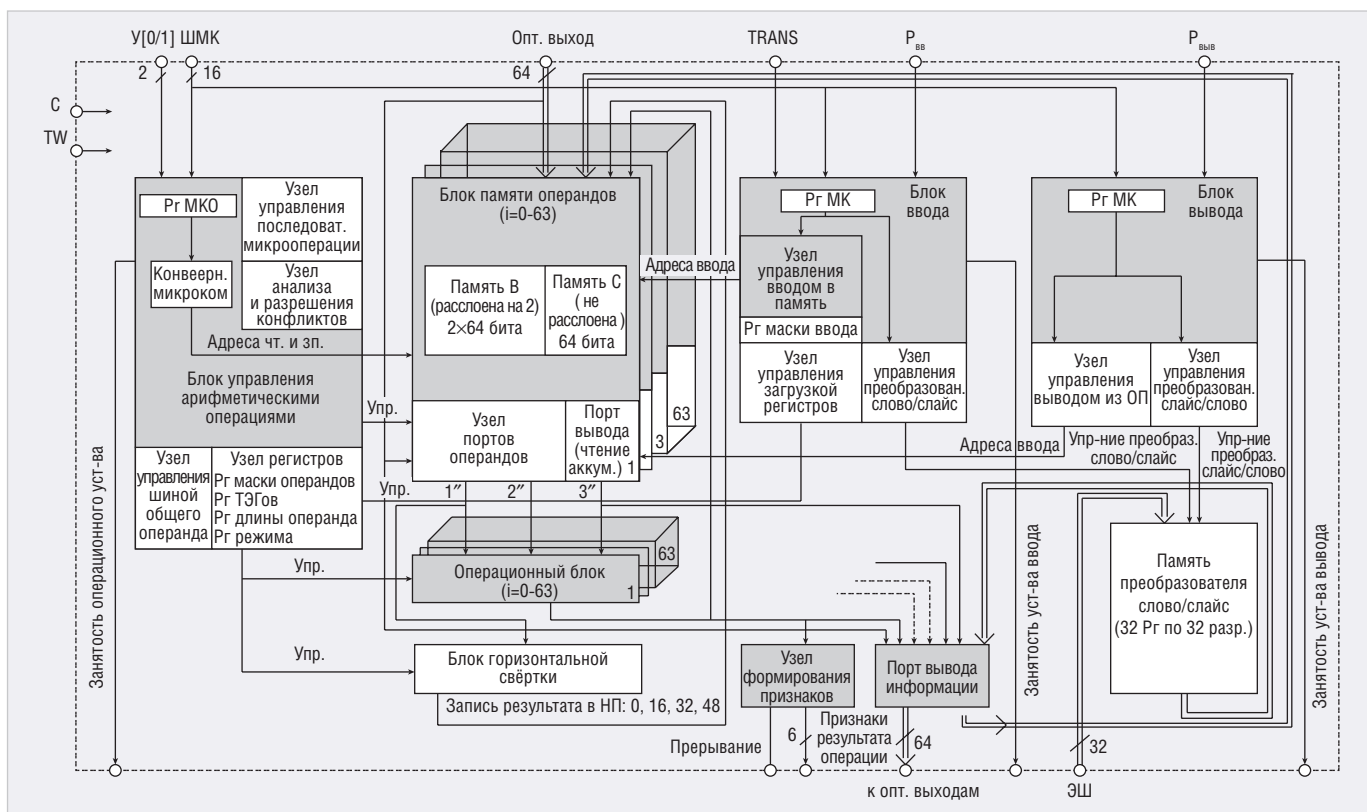 У[0/1] ШМК
Опт. выход
TRANS
Рвв
Рвыв
2
16
64
C
TW
Рг МКО
Узел
управления
последоват.
микрооперации
Конвеерн.
микроком
Узел
анализа
и разрешения
конфликтов
Адреса чт. и зп.
Блок управления
арифметическими
операциями
Узел
управления
шиной
общего
операнда
Узел регистров
Рг маски операндов
Рг ТЭГов
Рг длины операнда
Рг режима
Блок памяти операндов
(i=0-63)
Память В
(расслоена на 2)
2×64 бита
Память С
( не
расслоена )
64 бита
Упр.
Узел
портов
операндов
Порт
вывода
(чтение
аккум.) 1
3
63
Адреса ввода
Рг МК
Блок
ввода
Узел
управления
вводом в
память
Рг маски ввода
Узел
управления
загрузкой
регистров
Узел
управления
преобразован.
слово/слайс
Рг МК
Блок
вывода
Узел
управления
выводом из ОП
Узел
управления
преобразован.
слайс/слово
Адреса ввода
Упр-ние преобраз.
слово/слайс
Упр-ние
преобраз.
слайс/слово
Упр.
1″
2″
3″
Операционный блок
(i=0-63)
1
63
Упр.
Упр.
Блок горизонтальной
свёртки
Запись результата в НП: 0, 16, 32, 48
Узел
формирования
признаков
Порт вывода
информации
Память
преобразователя
слово/слайс
(32 Рг по 32 разр.)
Занятость операционного уст-ва
Занятость уст-ва ввода
Занятость уст-ва вывода
Прерывание
6
Признаки
результата
операции
64
32
к опт. выходам
ЭШ